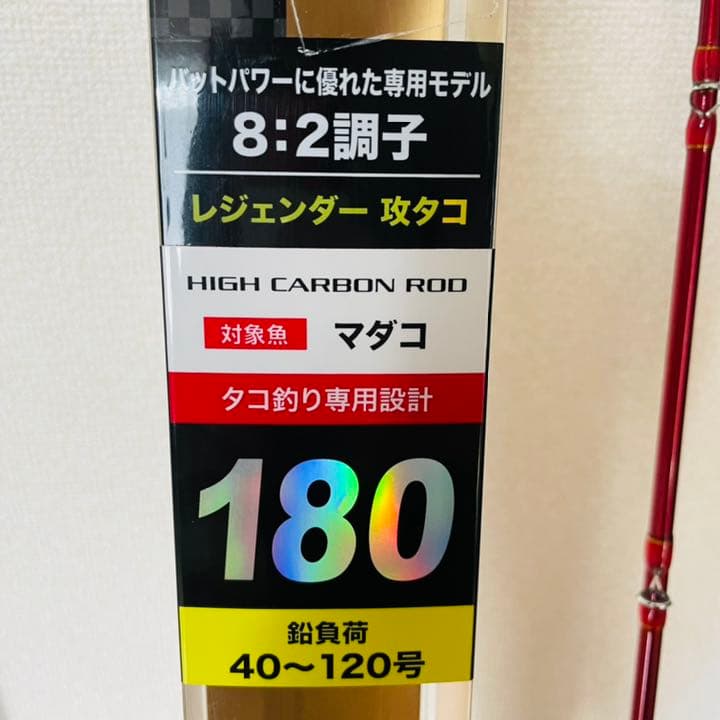 バットパワーに優れた専用モデル
8:2調子
レジェンダー 攻タコ
HIGH CARBON ROD
対象魚 マダコ
タコ釣り専用設計
180
鉛負荷
40〜120号